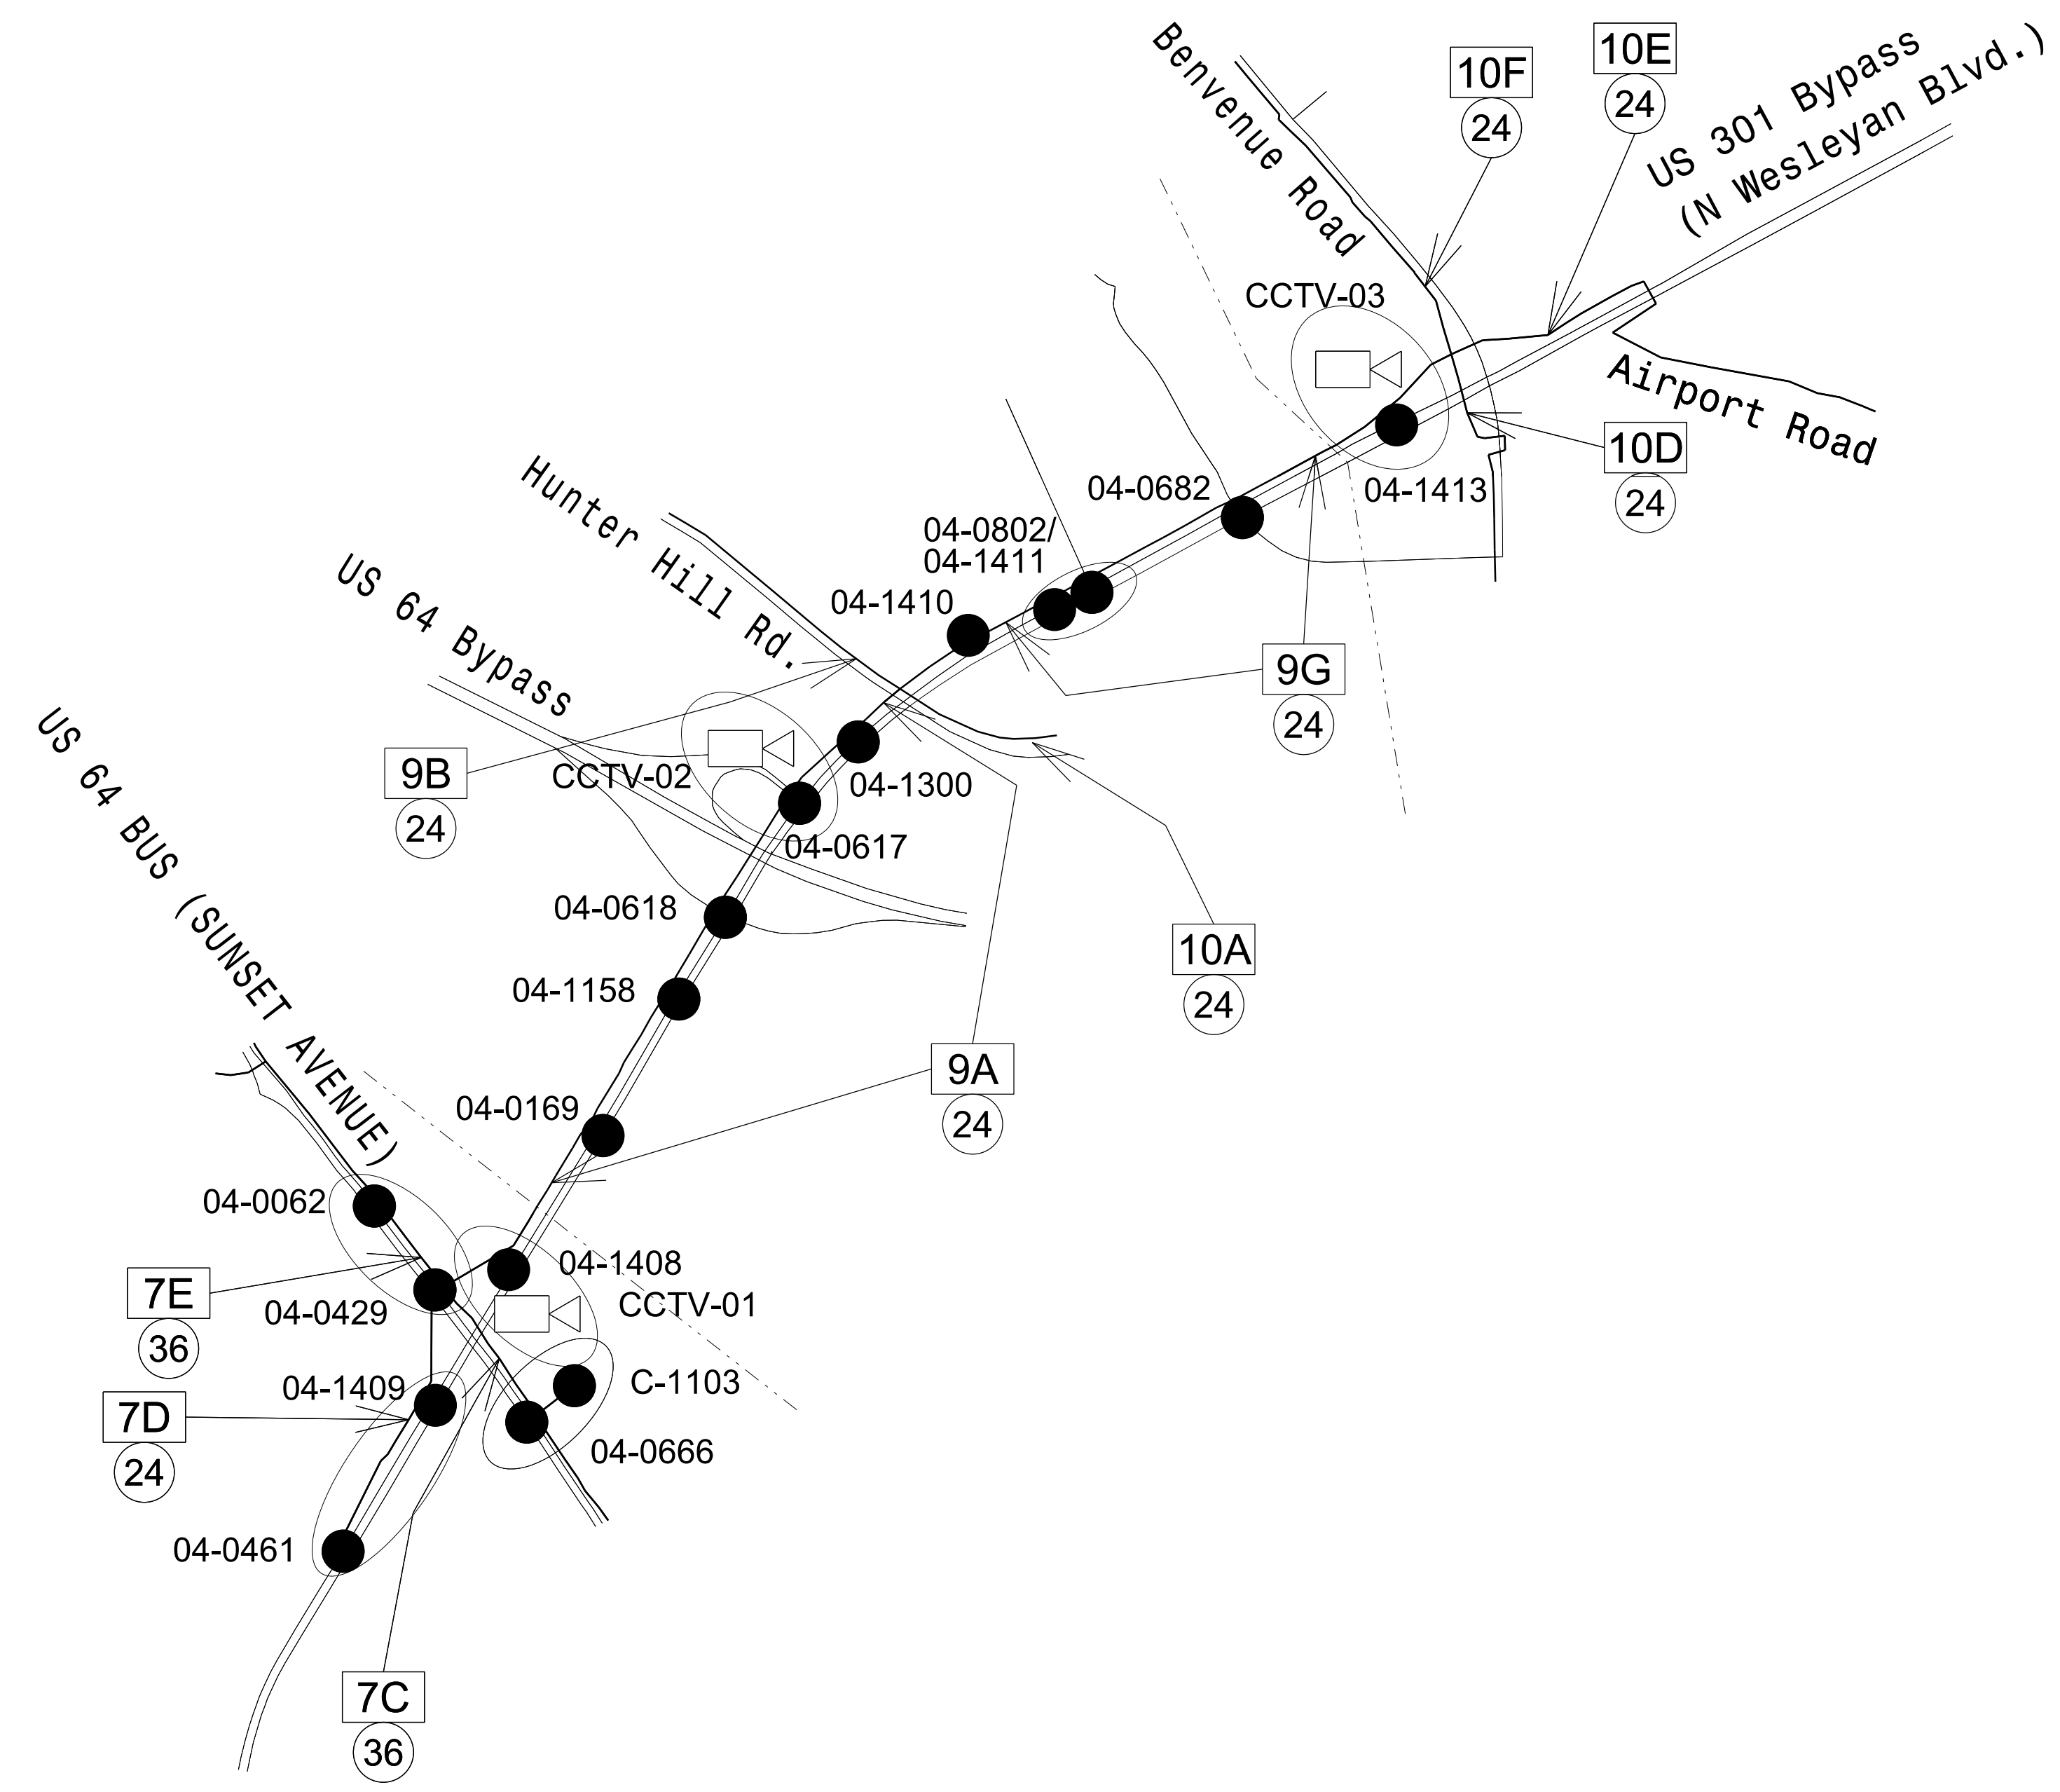 Benvenue Road
10F
24
10E
24
US 301 Bypass
(N Wesleyan Blvd.)
CCTV-03
Airport Road
10D
24
04-1413
04-0682
04-0802/
04-1411
04-1410
Hunter Hill Rd.
US 64 Bypass
9G
24
9B
24
CCTV-02
04-1300
04-0617
04-0618
10A
24
04-1158
9A
24
04-0169
US 64 BUS (SUNSET AVENUE)
04-0062
04-1408
7E
36
04-0429
CCTV-01
04-1409
C-1103
7D
24
04-0666
04-0461
7C
36